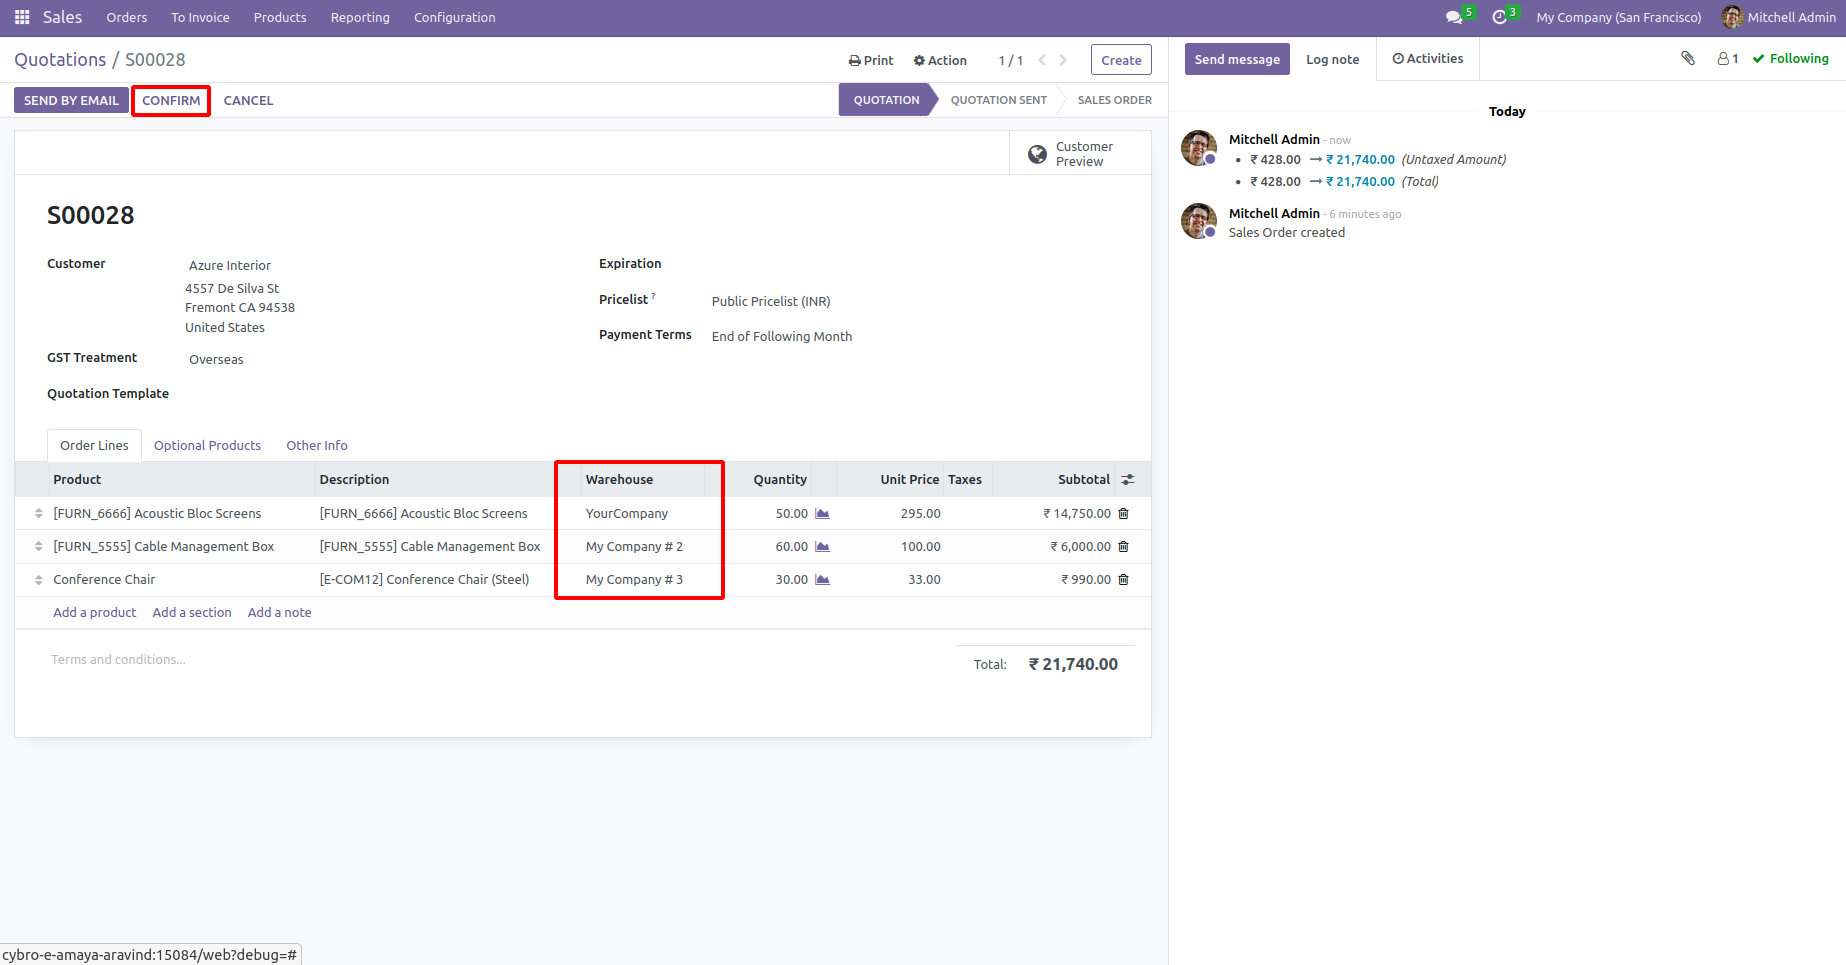 Sales Orders To Invoice Products Reporting Configuration 5 3 My Company (San Francisco) Mitchell Admin
Quotations / S00028 Print Action 1 / 1 Create
SEND BY EMAIL CONFIRM CANCEL QUOTATION QUOTATION SENT SALES ORDER
Customer
Preview
S00028
Customer Azure Interior
4557 De Silva St
Fremont CA 94538
United States
GST Treatment Overseas
Quotation Template
Expiration
Pricelist ? Public Pricelist (INR)
Payment Terms End of Following Month
Order Lines Optional Products Other Info
Product Description Warehouse Quantity Unit Price Taxes Subtotal
[FURN_6666] Acoustic Bloc Screens [FURN_6666] Acoustic Bloc Screens YourCompany 50.00 295.00 ₹ 14,750.00
[FURN_5555] Cable Management Box [FURN_5555] Cable Management Box My Company # 2 60.00 100.00 ₹ 6,000.00
Conference Chair [E-COM12] Conference Chair (Steel) My Company # 3 30.00 33.00 ₹ 990.00
Add a product Add a section Add a note
Terms and conditions...
Total: ₹ 21,740.00
Send message Log note Activities 1 Following
Today
Mitchell Admin - now
• ₹ 428.00 → ₹ 21,740.00 (Untaxed Amount)
• ₹ 428.00 → ₹ 21,740.00 (Total)
Mitchell Admin - 6 minutes ago
Sales Order created
cybro-e-amaya-aravind:15084/web?debug=#